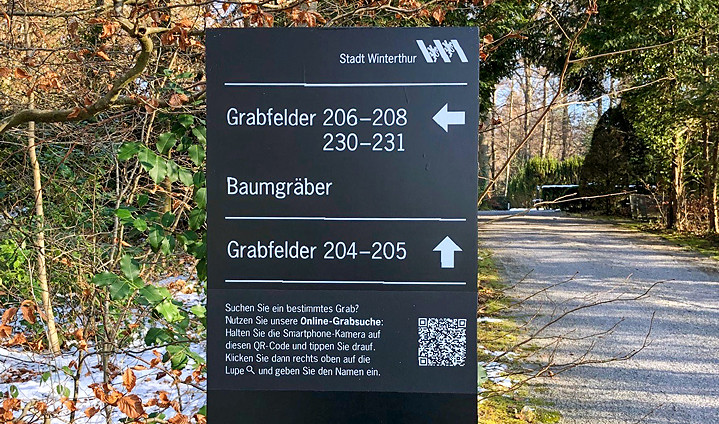 Stadt Winterthur
Grabfelder 206–208
230–231
Baumgräber
Grabfelder 204–205
Suchen Sie ein bestimmtes Grab?
Nutzen Sie unsere Online-Grabsuche:
Halten Sie die Smartphone-Kamera auf
diesen QR-Code und tippen Sie drauf.
Klicken Sie dann rechts oben auf die
Lupe und geben Sie den Namen ein.